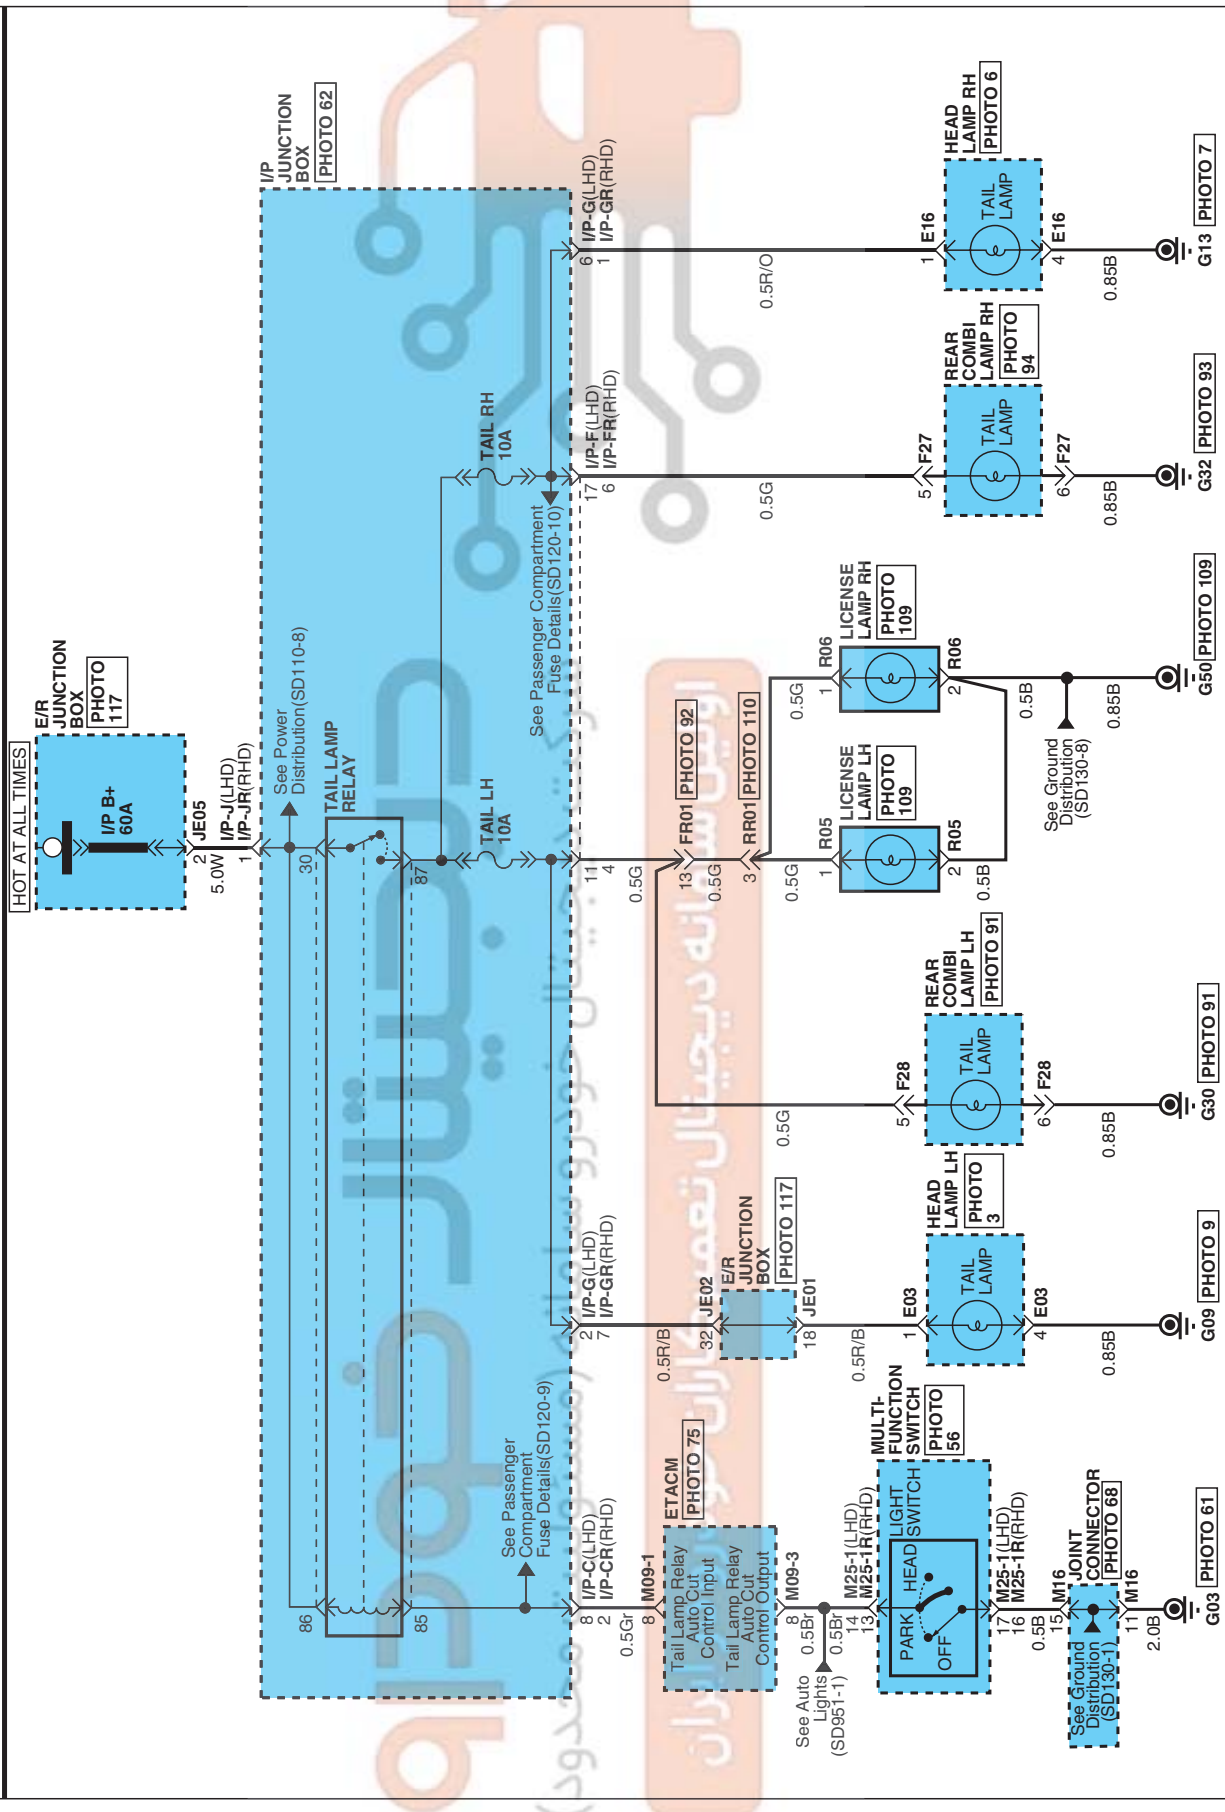 HOT AT ALL TIMES
E/R
JUNCTION
BOX
PHOTO
117
I/P B+
60A
2
JE05
5.0W
I/P-J(LHD)
I/P-JR(RHD)
1
I/P
JUNCTION
BOX
PHOTO 62
See Power
Distribution(SD110-8)
TAIL LAMP
RELAY
86
30
85
87
TAIL LH
10A
TAIL RH
10A
See Passenger
Compartment
Fuse Details(SD120-9)
See Passenger Compartment
Fuse Details(SD120-10)
8
2
I/P-C(LHD)
I/P-CR(RHD)
2
7
I/P-G(LHD)
I/P-GR(RHD)
11
4
17
6
I/P-F(LHD)
I/P-FR(RHD)
6
1
I/P-G(LHD)
I/P-GR(RHD)
0.5Gr
8
M09-1
ETACM
PHOTO 75
Tail Lamp Relay
Auto Cut
Control Input
Tail Lamp Relay
Auto Cut
Control Output
8
M09-3
0.5Br
0.5Br
See Auto
Lights
(SD951-1)
14
13
M25-1(LHD)
M25-1R(RHD)
MULTI-
FUNCTION
SWITCH
PHOTO
56
LIGHT
SWITCH
PARK
HEAD
OFF
17
16
M25-1(LHD)
M25-1R(RHD)
0.5B
15
M16
JOINT
CONNECTOR
PHOTO 68
See Ground
Distribution
(SD130-1)
11
M16
2.0B
G03
PHOTO 61
0.5R/B
32
JE02
E/R
JUNCTION
BOX
PHOTO 117
18
JE01
0.5R/B
1
E03
HEAD
LAMP LH
PHOTO
3
TAIL
LAMP
4
E03
0.85B
G09
PHOTO 9
0.5G
13
FR01
PHOTO 92
0.5G
3
RR01
PHOTO 110
0.5G
5
F28
REAR
COMBI
LAMP LH
PHOTO 91
TAIL
LAMP
6
F28
0.85B
G30
PHOTO 91
0.5G
1
R05
LICENSE
LAMP LH
PHOTO
109
2
R05
0.5B
0.5G
1
R06
LICENSE
LAMP RH
PHOTO
109
2
R06
0.5B
See Ground
Distribution
(SD130-8)
0.85B
G50
PHOTO 109
0.5G
5
F27
REAR
COMBI
LAMP RH
PHOTO
94
TAIL
LAMP
6
F27
0.85B
G32
PHOTO 93
0.5R/O
1
E16
HEAD
LAMP RH
PHOTO 6
TAIL
LAMP
4
E16
0.85B
G13
PHOTO 7